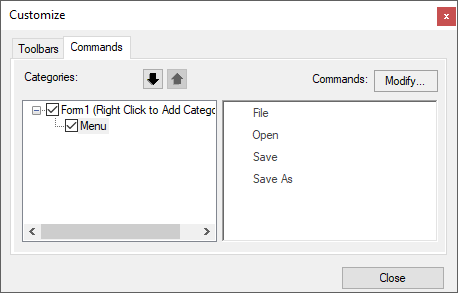 Customize
x
Toolbars Commands
Categories:
Commands:
Modify...
Form1 (Right Click to Add Catego
Menu
File
Open
Save
Save As
Close